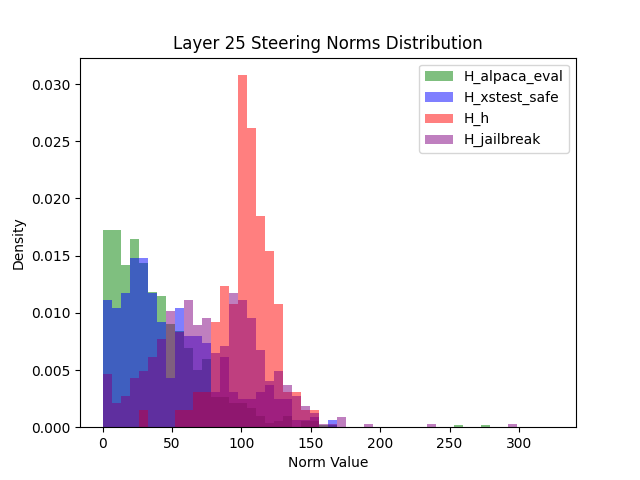 Layer 25 Steering Norms Distribution
H_alpaca_eval
H_xstest_safe
H_h
H_jailbreak
0.030
0.025
0.020
0.015
0.010
0.005
0.000
Density
0 50 100 150 200 250 300
Norm Value